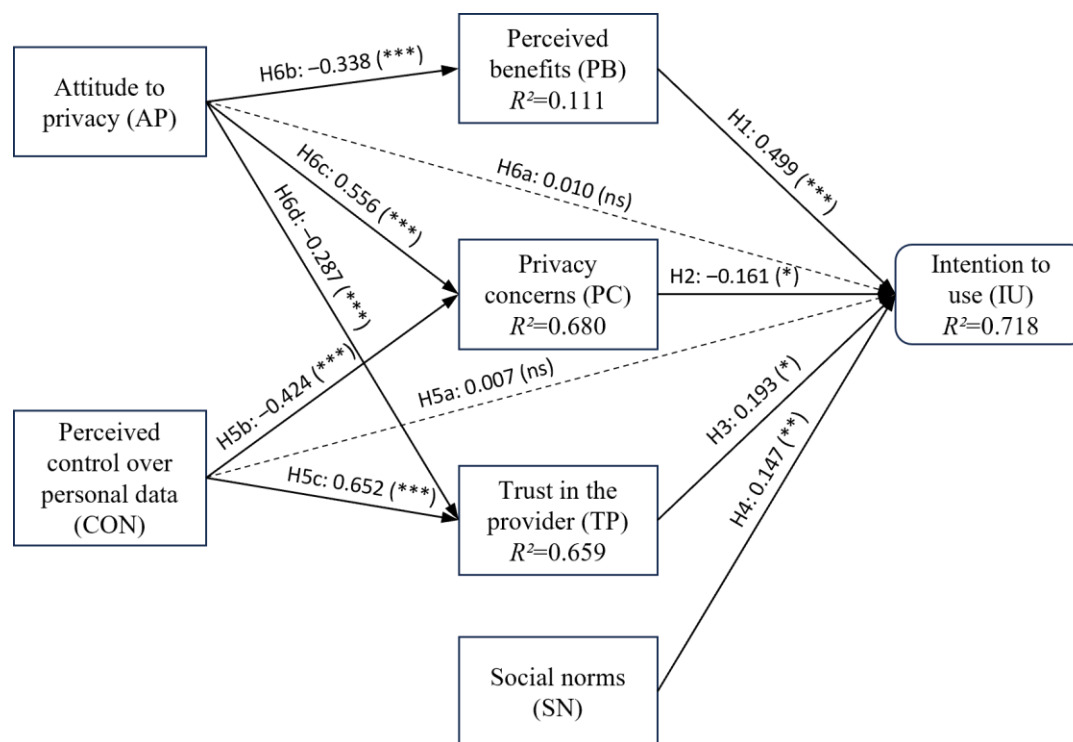 Attitude to
privacy (AP)
H6b: –0.338 (***)
Perceived
benefits (PB)
R²=0.111
H1: 0.499 (***)
H6a: 0.010 (ns)
H6c: 0.556 (***)
H6d: –0.287 (***)
Privacy
concerns (PC)
R²=0.680
H2: –0.161 (*)
Intention to
use (IU)
R²=0.718
Perceived
control over
personal data
(CON)
H5b: –0.424 (***)
H5a: 0.007 (ns)
H5c: 0.652 (***)
Trust in the
provider (TP)
R²=0.659
H3: 0.193 (*)
H4: 0.147 (**)
Social norms
(SN)